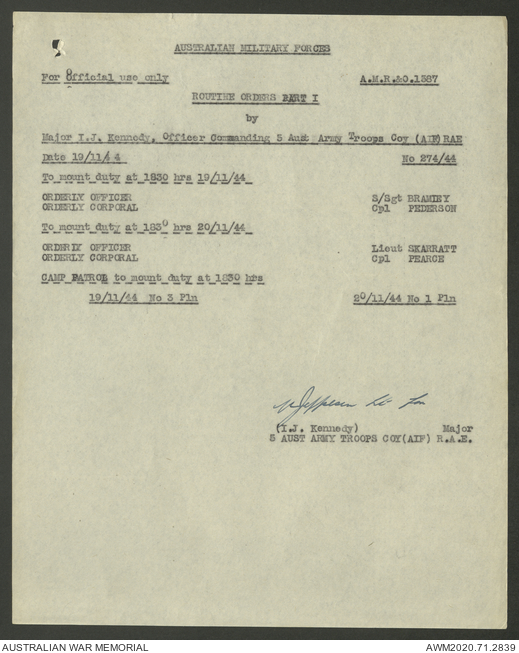 AUSTRALIAN MILITARY FORCES
For Official use only A.M.R.&O.1387
ROUTINE ORDERS PART I
by
Major I.J. Kennedy, Officer Commanding 5 Aust Army Troops Coy (AIF)RAE
Date 19/11/44 No 274/44
To mount duty at 1830 hrs 19/11/44
ORDERLY OFFICER S/Sgt BRAMLEY
ORDERLY CORPORAL Cpl PEDERSON
To mount duty at 1830 hrs 20/11/44
ORDERLY OFFICER Lieut SKARRATT
ORDERLY CORPORAL Cpl PEARCE
CAMP PATROL to mount duty at 1830 hrs
19/11/44 No 3 Pln 20/11/44 No 1 Pln
(I.J. Kennedy) Major
5 AUST ARMY TROOPS COY(AIF) R.A.E.
AUSTRALIAN WAR MEMORIAL AWM2020.71.2839